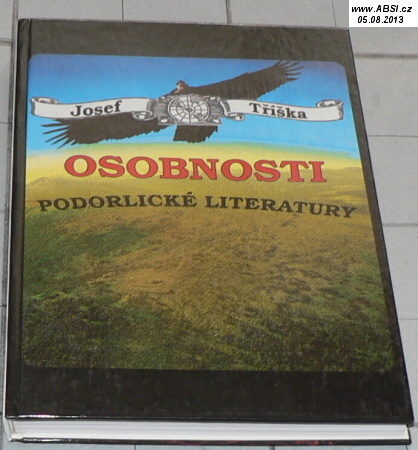 www.ABSI.cz
05.08.2013
Josef Tříška
OSOBNOSTI
PODORLICKÉ LITERATURY